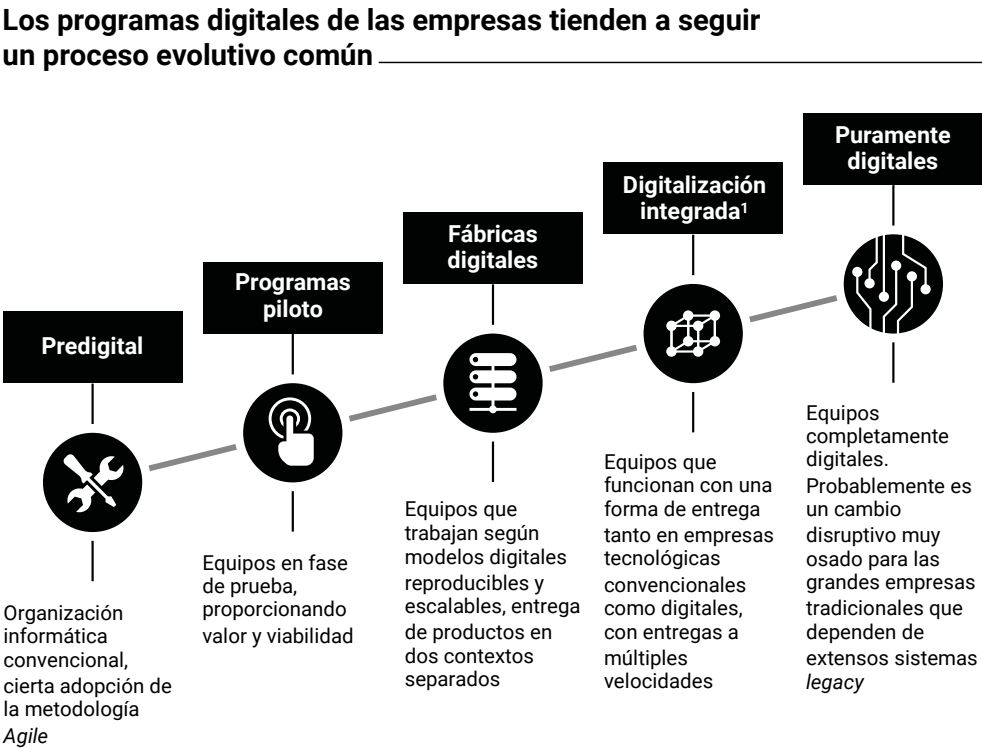 Los programas digitales de las empresas tienden a seguir
un proceso evolutivo común
Predigital
Organización
informática
convencional,
cierta adopción de
la metodología
Agile
Programas
piloto
Equipos en fase
de prueba,
proporcionando
valor y viabilidad
Fábricas
digitales
Equipos que
trabajan según
modelos digitales
reproducibles y
escalables, entrega
de productos en
dos contextos
separados
Digitalización
integrada¹
Equipos que
funcionan con una
forma de entrega
tanto en empresas
tecnológicas
convencionales
como digitales,
con entregas a
múltiples
velocidades
Puramente
digitales
Equipos
completamente
digitales.
Probablemente es
un cambio
disruptivo muy
osado para las
grandes empresas
tradicionales que
dependen de
extensos sistemas
legacy